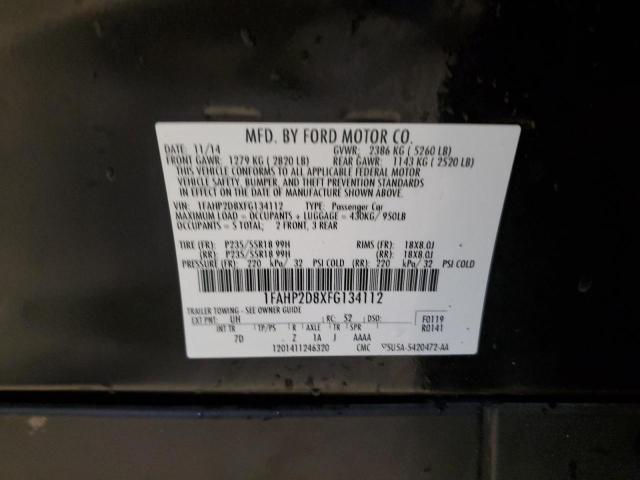 MFD. BY FORD MOTOR CO.
11/14 GVWR: 2386 KG ( 5260 LB)
FRONT GAWR: 1279 KG ( 2820 LB) REAR GAWR: 1143 KG ( 2520 LB)
THIS VEHICLE CONFORMS TO ALL APPLICABLE FEDERAL MOTOR
VEHICLE SAFETY, BUMPER, AND THEFT PREVENTION STANDARDS
IN EFFECT ON THE DATE OF MANUFACTURE SHOWN ABOVE.
VIN: 1FAHP2D8XFG134112 TYPE: Passenger Car
MAXIMUM LOAD = OCCUPANTS + LUGGAGE = 430KG/ 950LB
OCCUPANTS = 5 TOTAL; 2 FRONT, 3 REAR
TIRE (FR): P235/55R18 99H RIMS (FR): 18X8.0J
(RR): P235/55R18 99H (RR): 18X8.0J
PRESSURE (FR): 220 kPa/ 32 PSI COLD (RR): 220 kPa/ 32 PSI COLD
1FAHP2D8XFG134112
TRAILER TOWING - SEE OWNER GUIDE
EXT PNT: UH RC: 52 DSO: F0119
INT TR TP/PS R AXLE TR SPR R0141
7D Z 1A J AAAA
1201411246320 CMC 5U5A-5420472-AA